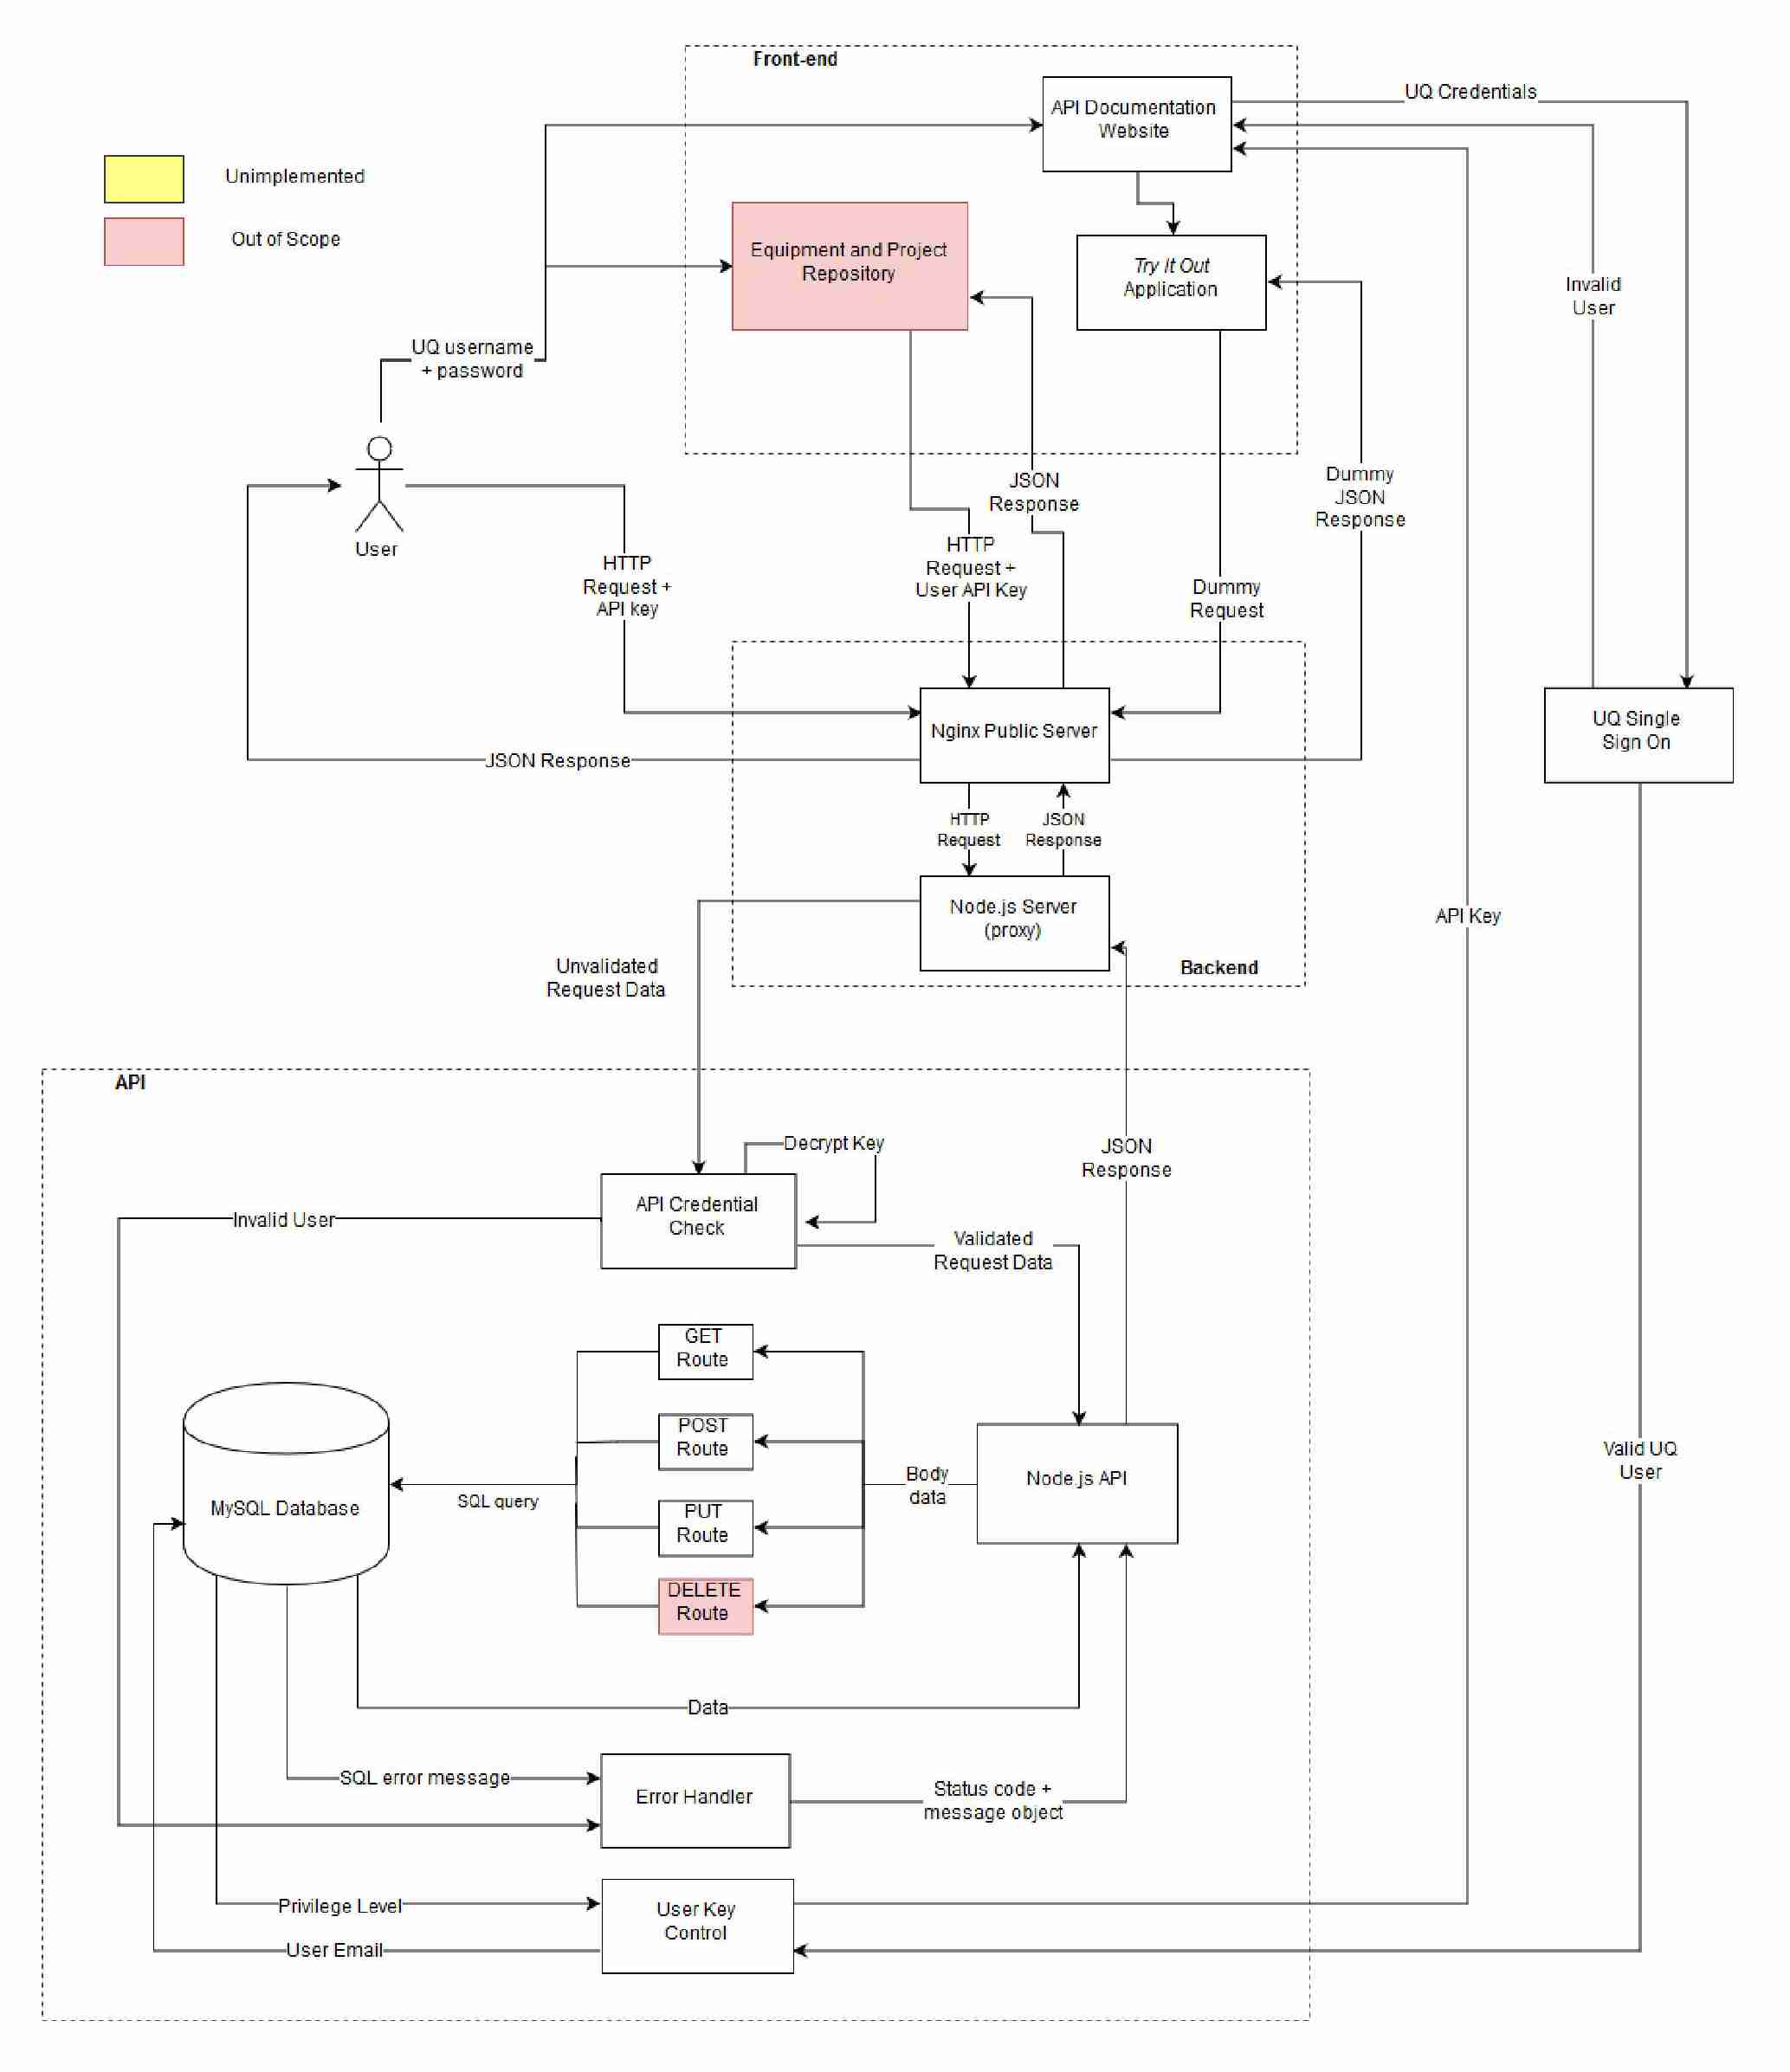 Front-end
API Documentation
Website
UQ Credentials
Unimplemented
Out of Scope
Equipment and Project
Repository
Try It Out
Application
Invalid
User
UQ username
+ password
User
JSON
Response
Dummy
JSON
Response
HTTP
Request +
API key
HTTP
Request +
User API Key
Dummy
Request
Nginx Public Server
UQ Single
Sign On
JSON Response
HTTP
Request
JSON
Response
Node.js Server
(proxy)
API Key
Unvalidated
Request Data
Backend
API
Decrypt Key
JSON
Response
API Credential
Check
Invalid User
Validated
Request Data
GET
Route
POST
Route
PUT
Route
DELETE
Route
Body
data
Node.js API
Valid UQ
User
MySQL Database
SQL query
Data
SQL error message
Error Handler
Status code +
message object
Privilege Level
User Key
Control
User Email